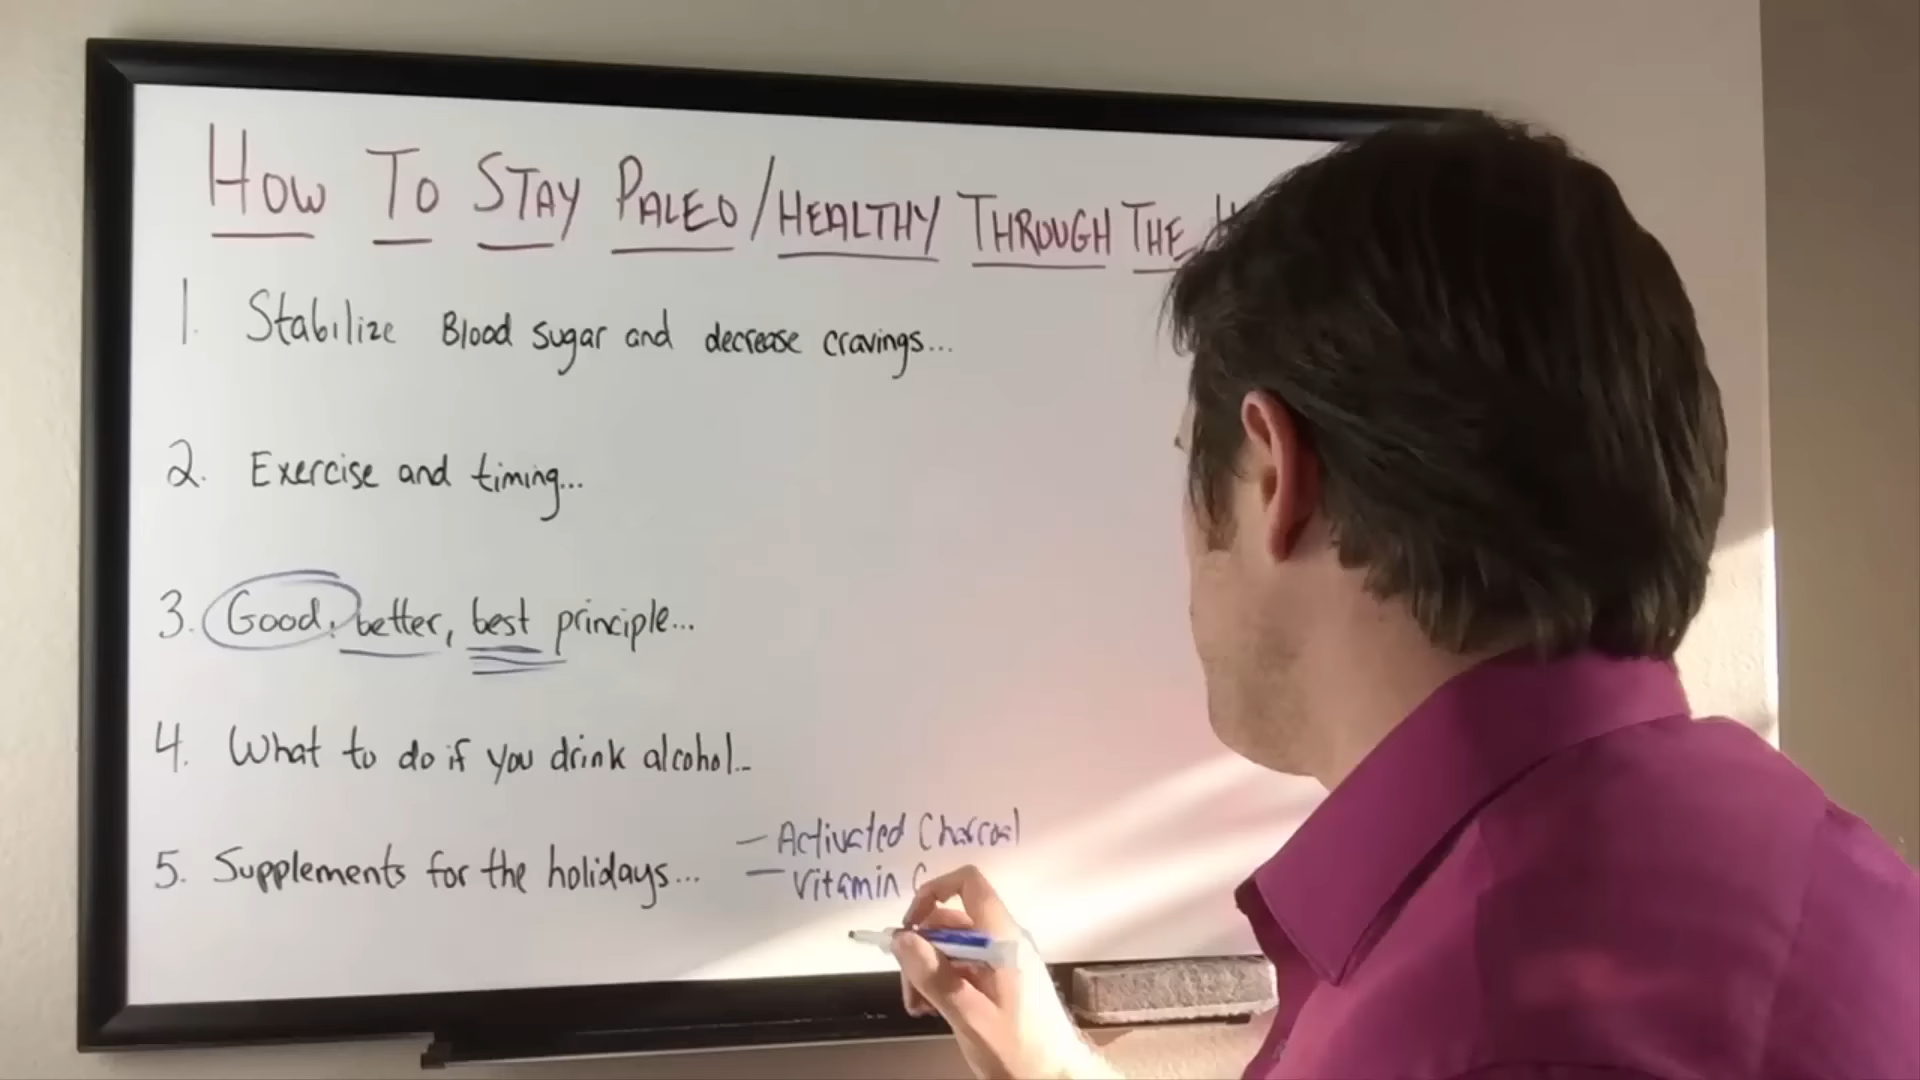 HOW TO STAY PALEO/HEALTHY THROUGH THE
1. Stabilize Blood sugar and decrease cravings...
2. Exercise and timing...
3. Good, better, best principle...
4. What to do if you drink alcohol...
5. Supplements for the holidays...
— Activated Charcoal
— Vitamin C